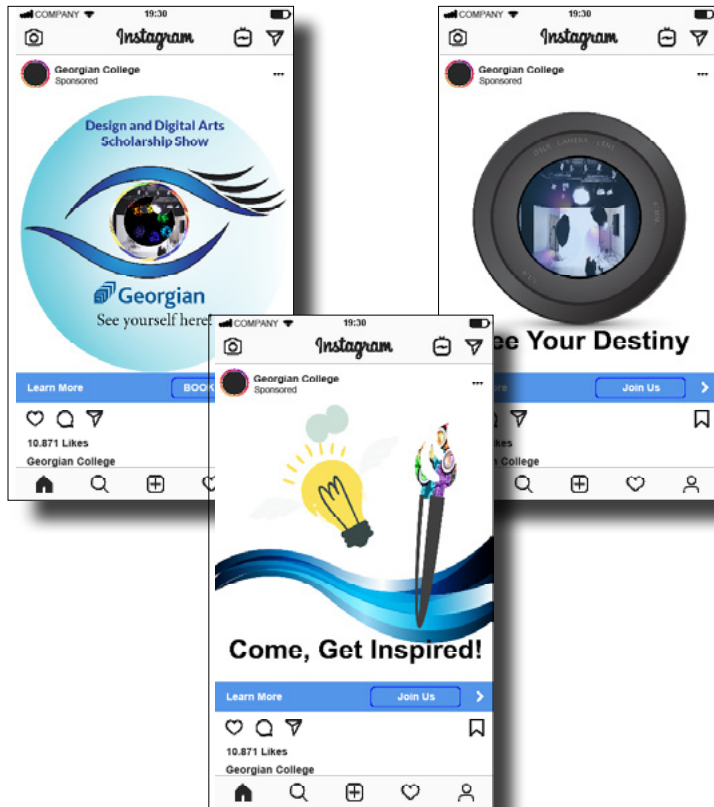 COMPANY 19:30
Instagram
Georgian College
Sponsored
Design and Digital Arts
Scholarship Show
Georgian
See yourself here!
Learn More BOOK
10.871 Likes
Georgian College
COMPANY 19:30
Instagram
Georgian College
Sponsored
DSLR CAMERA LENS
ee Your Destiny
Join Us
College
COMPANY 19:30
Instagram
Georgian College
Sponsored
Come, Get Inspired!
Learn More Join Us
10.871 Likes
Georgian College